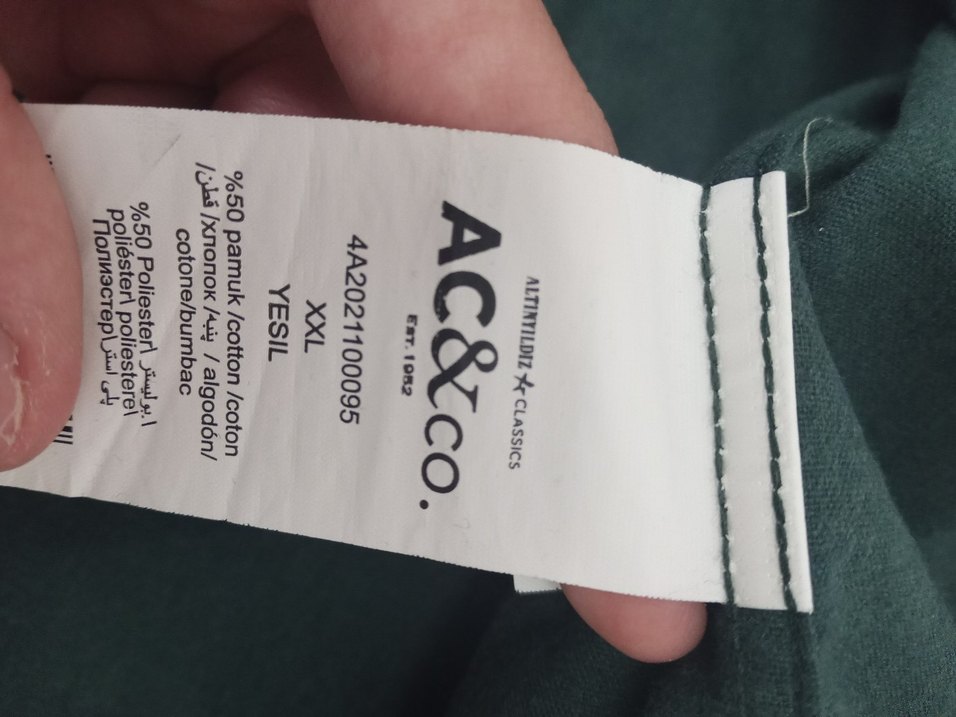 ALTINYILDIZ CLASSICS
AC&CO.
EST. 1952
4A2021100095
XXL
YESIL
%50 pamuk /cotton /coton
/хлопок /پنبه / algodón/ قطن/
cotone/bumbac
%50 Poliester\ بوليستر\
poliéster\ poliestere\
Полиэстер\پلی استر\